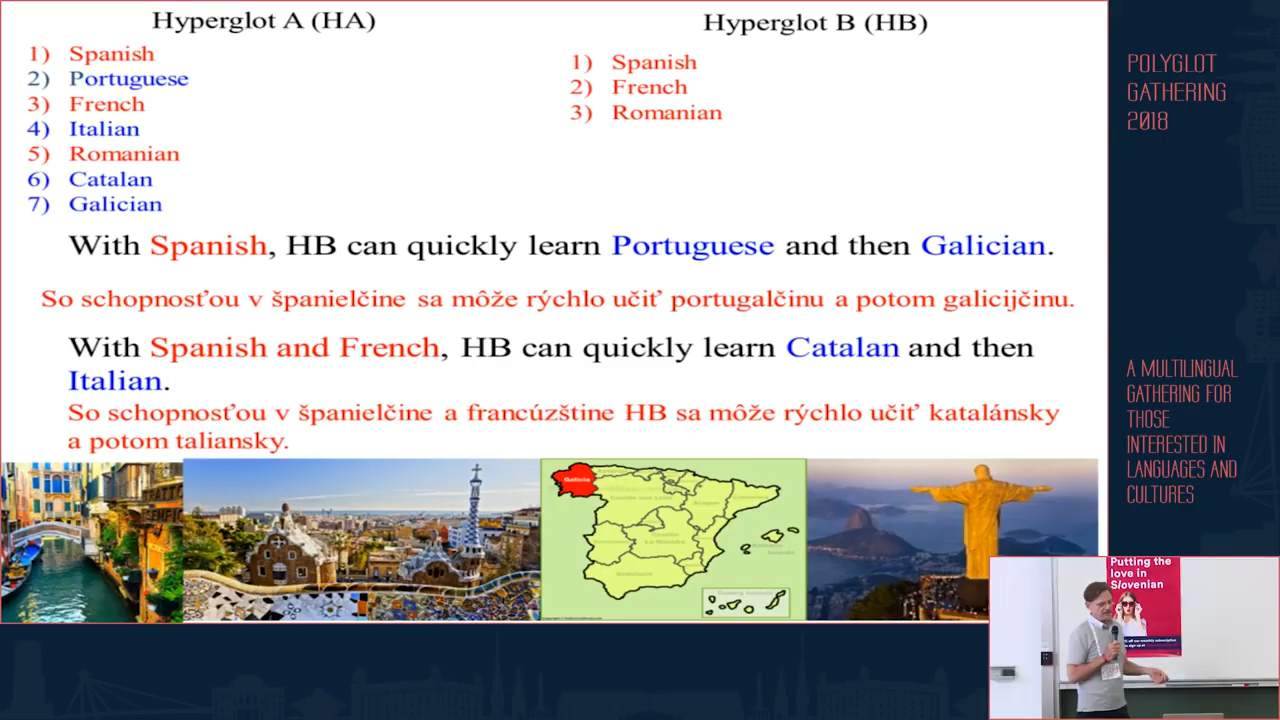 Hyperglot A (HA)
1) Spanish
2) Portuguese
3) French
4) Italian
5) Romanian
6) Catalan
7) Galician
Hyperglot B (HB)
1) Spanish
2) French
3) Romanian
With Spanish, HB can quickly learn Portuguese and then Galician.
So schopnosťou v španielčine sa môže rýchlo učiť portugalčinu a potom galicijčinu.
With Spanish and French, HB can quickly learn Catalan and then
Italian.
So schopnosťou v španielčine a francúzštine HB sa môže rýchlo učiť katalánsky
a potom taliansky.
Galicia
POLYGLOT
GATHERING
2018
A MULTILINGUAL
GATHERING FOR
THOSE
INTERESTED IN
LANGUAGES AND
CULTURES
Putting the
love in
Slovenian